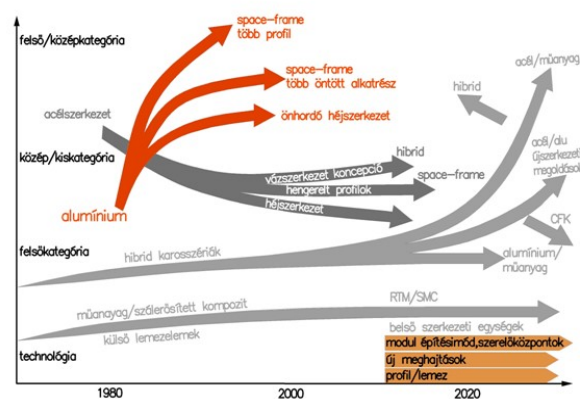 felső/középkategória
space-frame
több profil
space-frame
több öntött alkatrész
önhordó héjszerkezet
acél/műanyag
hibrid
acélszerkezet
közép/kiskategória
hibrid
vázszerkezet koncepció
hengerelt profilok
space-frame
héjszerkezet
acél/alu
újszerkezeti
megoldások
alumínium
felsőkategória
hibrid karosszériák
CFK
alumínium/
műanyag
műanayag/szálerősített kompozit
RTM/SMC
külső lemezelemek
belső szerkezeti egységek
modul építésimód,szerelőközpontok
új meghajtások
profil/lemez
technológia
1980
2000
2020